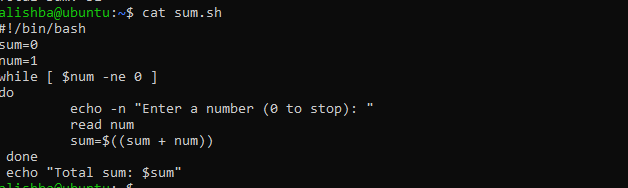 alishba@ubuntu:~$ cat sum.sh
#!/bin/bash
sum=0
num=1
while [ $num -ne 0 ]
do
        echo -n "Enter a number (0 to stop): "
        read num
        sum=$((sum + num))
 done
 echo "Total sum: $sum"
alishba@ubuntu:~$